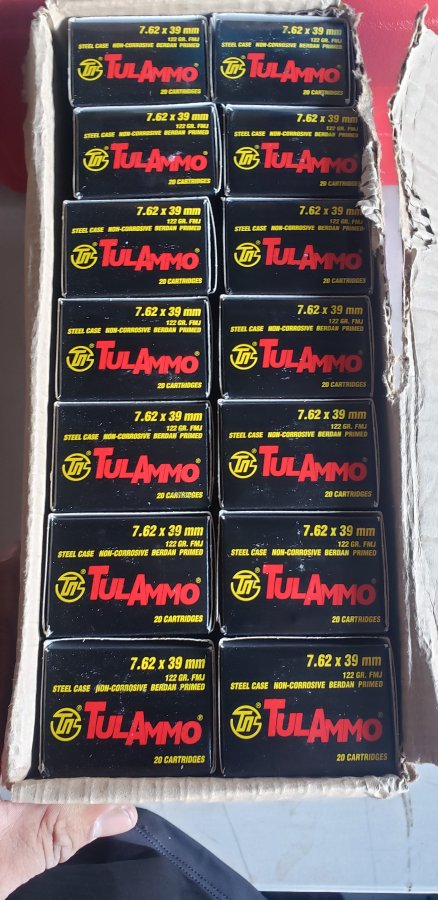 7.62 x 39 mm
122 GR. FMJ
STEEL CASE NON-CORROSIVE BERDAN PRIMED
TULAMMO®
20 CARTRIDGES
7.62 x 39 mm
122 GR. FMJ
STEEL CASE NON-CORROSIVE BERDAN PRIMED
TULAMMO®
20 CARTRIDGES
7.62 x 39 mm
122 GR. FMJ
STEEL CASE NON-CORROSIVE BERDAN PRIMED
TULAMMO®
20 CARTRIDGES
7.62 x 39 mm
122 GR. FMJ
STEEL CASE NON-CORROSIVE BERDAN PRIMED
TULAMMO®
20 CARTRIDGES
7.62 x 39 mm
122 GR. FMJ
STEEL CASE NON-CORROSIVE BERDAN PRIMED
TULAMMO®
20 CARTRIDGES
7.62 x 39 mm
122 GR. FMJ
STEEL CASE NON-CORROSIVE BERDAN PRIMED
TULAMMO®
20 CARTRIDGES
7.62 x 39 mm
122 GR. FMJ
STEEL CASE NON-CORROSIVE BERDAN PRIMED
TULAMMO®
20 CARTRIDGES
7.62 x 39 mm
122 GR. FMJ
STEEL CASE NON-CORROSIVE BERDAN PRIMED
TULAMMO®
20 CARTRIDGES
7.62 x 39 mm
122 GR. FMJ
STEEL CASE NON-CORROSIVE BERDAN PRIMED
TULAMMO®
20 CARTRIDGES
7.62 x 39 mm
122 GR. FMJ
STEEL CASE NON-CORROSIVE BERDAN PRIMED
TULAMMO®
20 CARTRIDGES
7.62 x 39 mm
122 GR. FMJ
STEEL CASE NON-CORROSIVE BERDAN PRIMED
TULAMMO®
20 CARTRIDGES
7.62 x 39 mm
122 GR. FMJ
STEEL CASE NON-CORROSIVE BERDAN PRIMED
TULAMMO®
20 CARTRIDGES
7.62 x 39 mm
122 GR. FMJ
STEEL CASE NON-CORROSIVE BERDAN PRIMED
TULAMMO®
20 CARTRIDGES
7.62 x 39 mm
122 GR. FMJ
STEEL CASE NON-CORROSIVE BERDAN PRIMED
TULAMMO®
20 CARTRIDGES